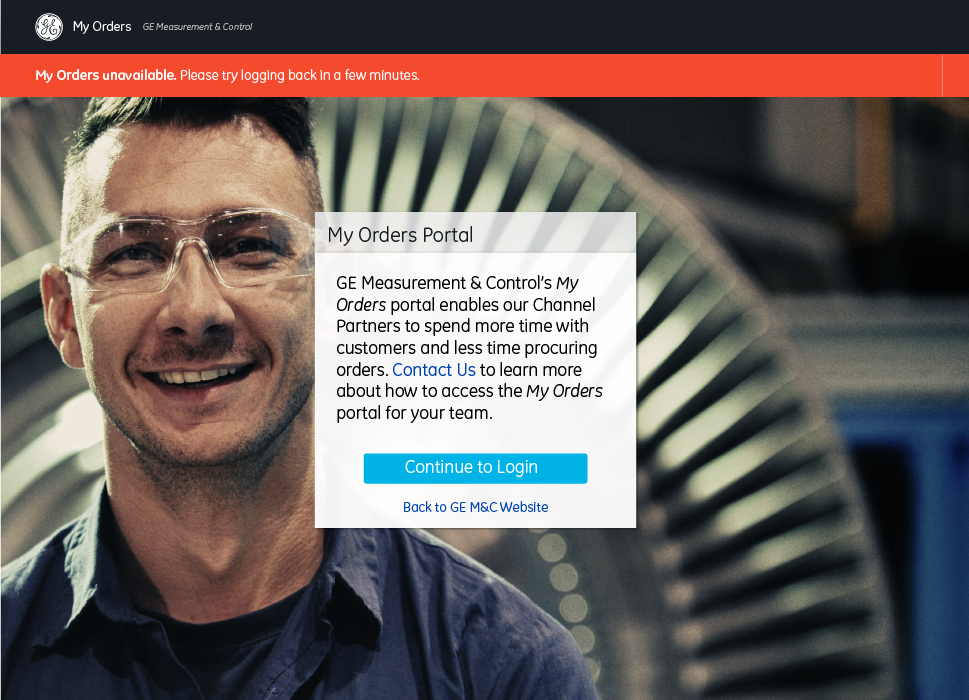 GE My Orders GE Measurement & Control
My Orders unavailable. Please try logging back in a few minutes.
My Orders Portal
GE Measurement & Control's My
Orders portal enables our Channel
Partners to spend more time with
customers and less time procuring
orders. Contact Us to learn more
about how to access the My Orders
portal for your team.
Continue to Login
Back to GE M&C Website